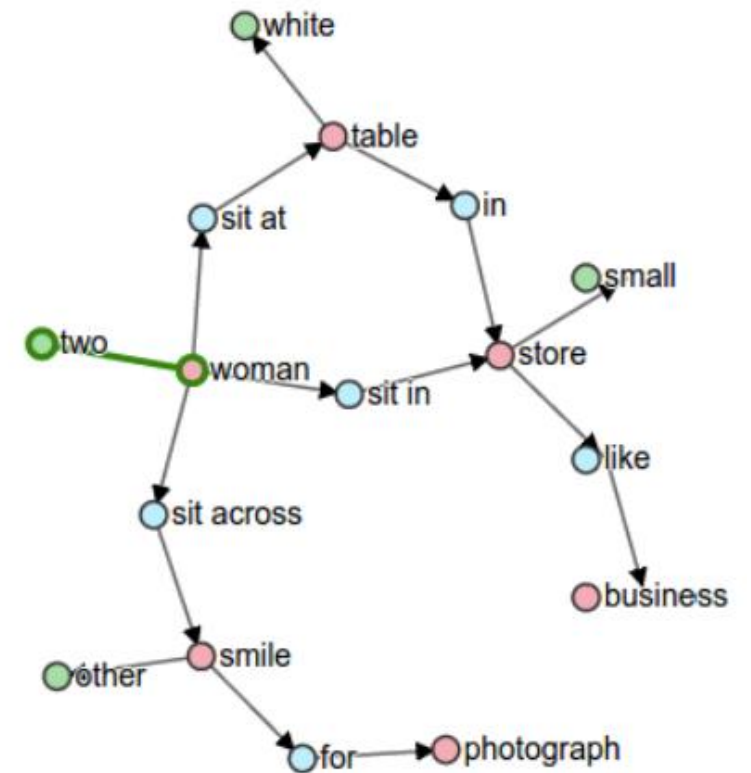 white
table
in
sit at
small
two
woman
store
sit in
like
sit across
business
smile
other
for
photograph